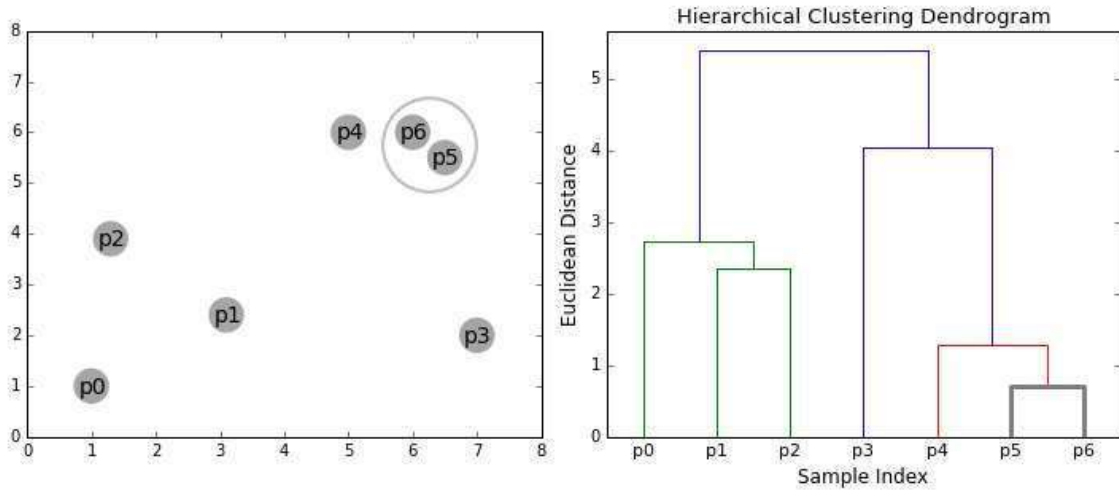 Hierarchical Clustering Dendrogram
8
7
6
5
4
3
2
1
0
p4
p6
p5
p2
p1
p3
p0
0 1 2 3 4 5 6 7 8
Euclidean Distance
5
4
3
2
1
0
p0 p1 p2 p3 p4 p5 p6
Sample Index